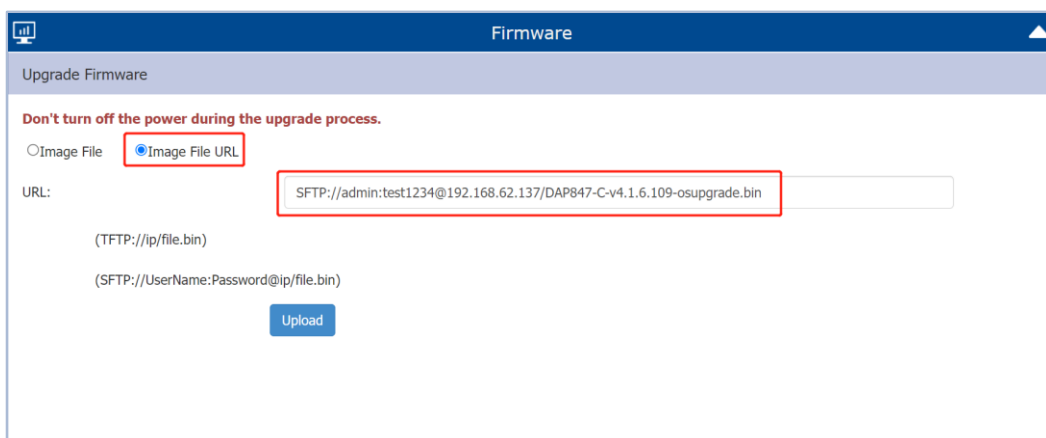 Firmware
Upgrade Firmware
Don't turn off the power during the upgrade process.
Image File Image File URL
URL: SFTP://admin:test1234@192.168.62.137/DAP847-C-v4.1.6.109-osupgrade.bin
(TFTP://ip/file.bin)
(SFTP://UserName:Password@ip/file.bin)
Upload